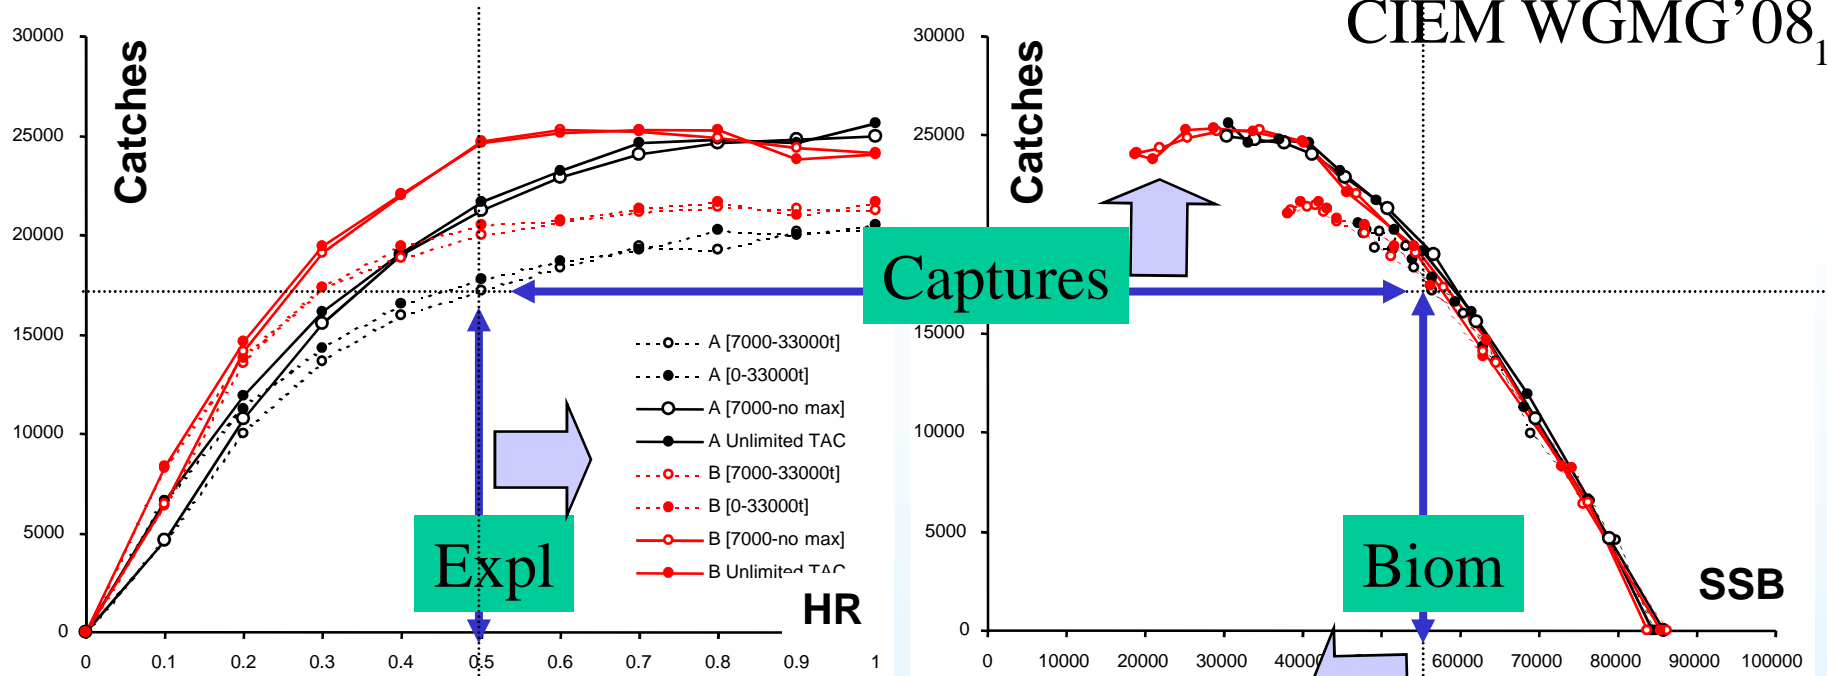 CIEM WGMG'08
1
30000
25000
20000
15000
10000
5000
0
Catches
0
0.1
0.2
0.3
0.4
0.5
0.6
0.7
0.8
0.9
1
HR
A [7000-33000t]
A [0-33000t]
A [7000-no max]
A Unlimited TAC
B [7000-33000t]
B [0-33000t]
B [7000-no max]
B Unlimited TAC
Expl
Captures
30000
25000
15000
10000
5000
0
Catches
0
10000
20000
30000
60000
70000
80000
90000
100000
SSB
Biom